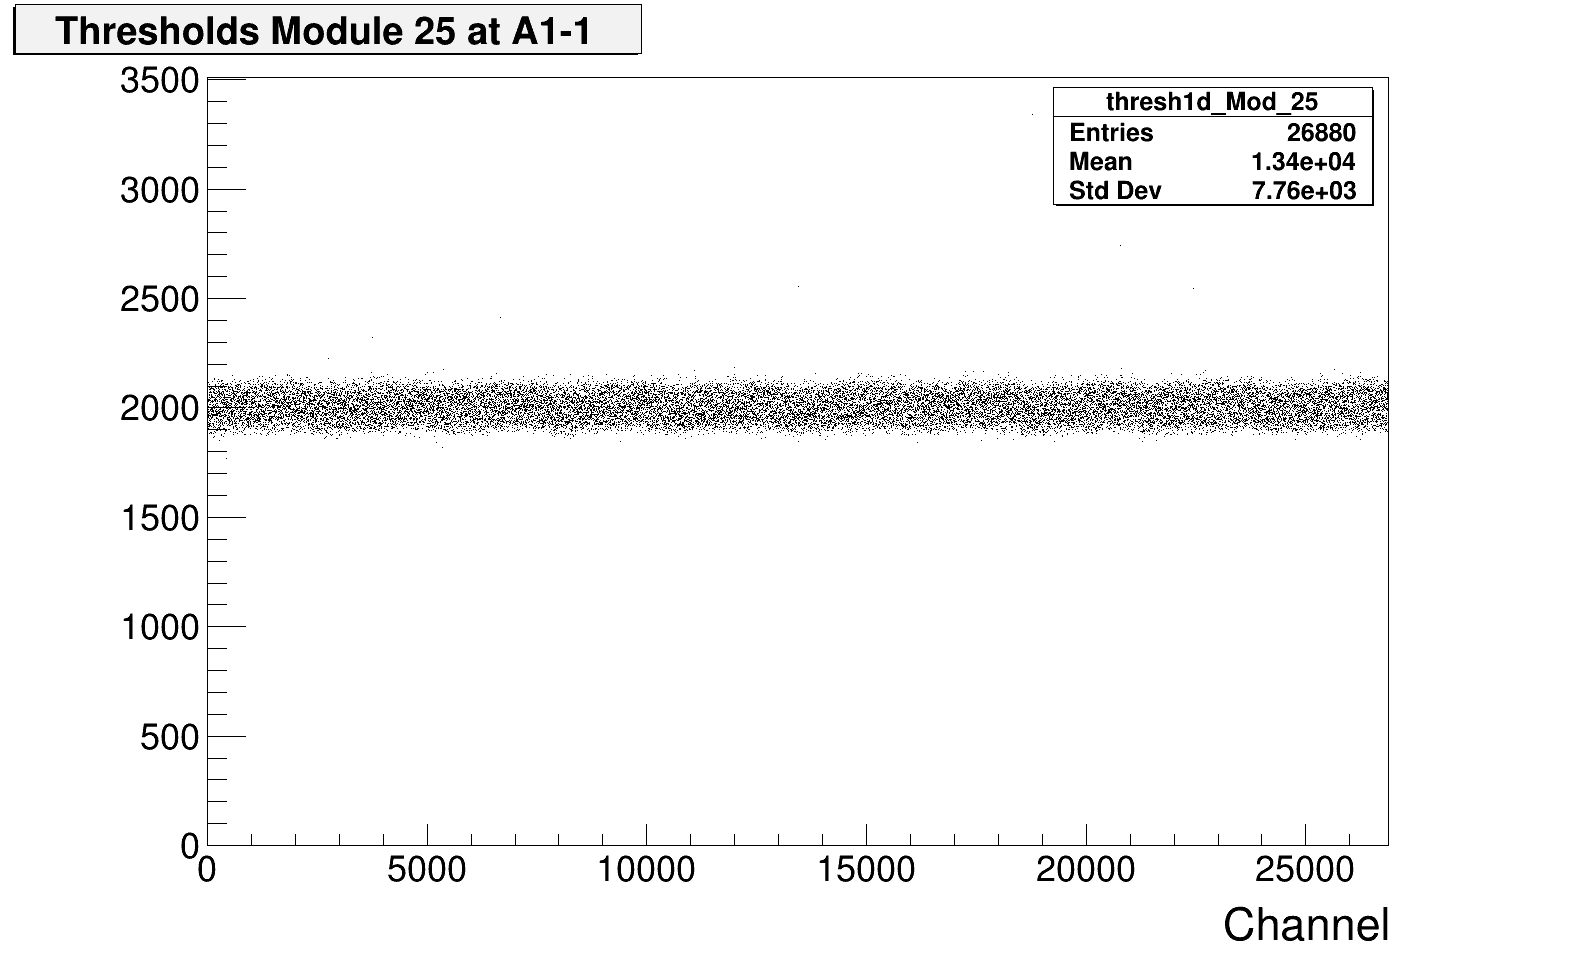 Thresholds Module 25 at A1-1
3500
thresh1d_Mod_25
Entries 26880
Mean 1.34e+04
Std Dev 7.76e+03
3000
2500
2000
1500
1000
500
0
0 5000 10000 15000 20000 25000
Channel